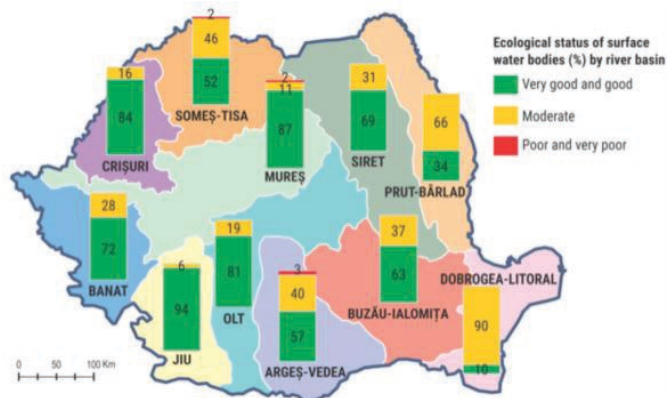 Ecological status of surface
water bodies (%) by river basin
Very good and good
Moderate
Poor and very poor
2
46
52
SOMEȘ-TISA
16
84
CRIȘURI
2
11
87
MUREȘ
31
69
SIRET
66
34
PRUT-BÂRLAD
28
72
BANAT
6
94
JIU
19
81
OLT
3
40
57
ARGEȘ-VEDEA
37
63
BUZĂU-IALOMIȚA
DOBROGEA-LITORAL
90
10
0 50 100 Km